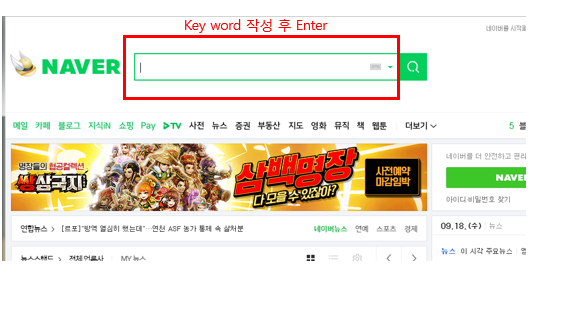 Key word 작성 후 Enter
네이버를 시작페
NAVER
메일 카페 블로그 지식iN 쇼핑 Pay TV 사전 뉴스 증권 부동산 지도 영화 뮤직 책 웹툰 더보기 5 블
명장들의 협공컬렉션
쌍삼국지
삼백명장
다 모을 수 있잖아?
사전예약
마감임박
네이버를 더 안전하고 편리
NAVER
아이디·비밀번호 찾기
연합뉴스 > [르포]"방역 열심히 했는데"…연천 ASF 농가 통제 속 살처분 네이버뉴스 연예 스포츠 경제
09.18.(수) 뉴스
뉴스스탠드 > 전체 언론사 MY 뉴스
뉴스 이 시각 주요뉴스